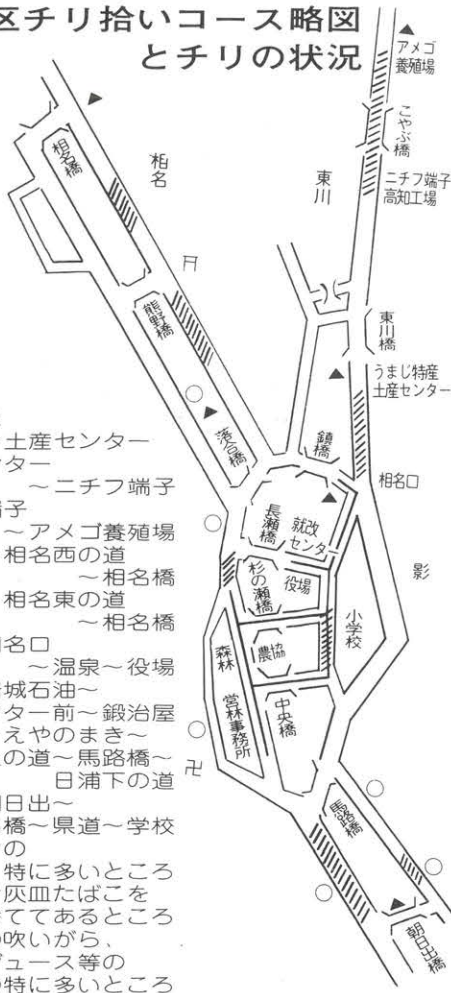 区チリ拾いコース略図
とチリの状況
アメゴ
養殖場
こやぶ橋
ニチフ端子
高知工場
東川
相名
相名橋
熊野橋
東川橋
うまじ特産
土産センター
落合橋
鎮橋
相名口
長瀬橋
就改
センター
影
杉の瀬橋
役場
小学校
農協
森林
営林事務所
中央橋
馬路橋
朝日出橋
土産センター
ンター
～ニチフ端子
端子
～アメゴ養殖場
相名西の道
～相名橋
相名東の道
～相名橋
相名口
～温泉～役場
城石油～
ター前～鍛冶屋
えやのまき～
の道～馬路橋～
日浦下の道
朝日出～
橋～県道～学校
の
特に多いところ
灰皿たばこを
捨ててあるところ
吹いがら、
ジュース等の
特に多いところ